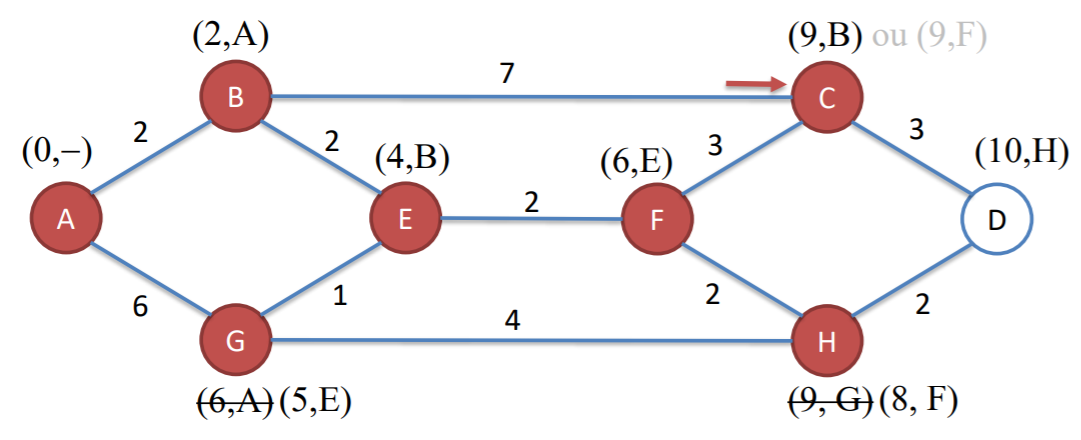 (2,A)
(9,B) ou (9,F)
B
7
C
2
2
3
3
(0,–)
(4,B)
(6,E)
(10,H)
A
E
2
F
D
6
1
2
2
G
4
H
(6,A) (5,E)
(9, G) (8, F)